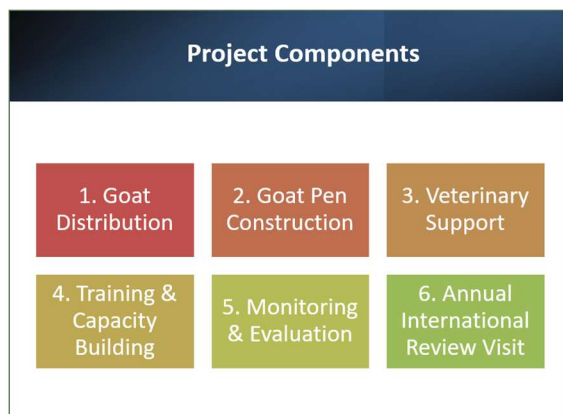 Project Components
1. Goat
Distribution
2. Goat Pen
Construction
3. Veterinary
Support
4. Training &
Capacity
Building
5. Monitoring
& Evaluation
6. Annual
International
Review Visit